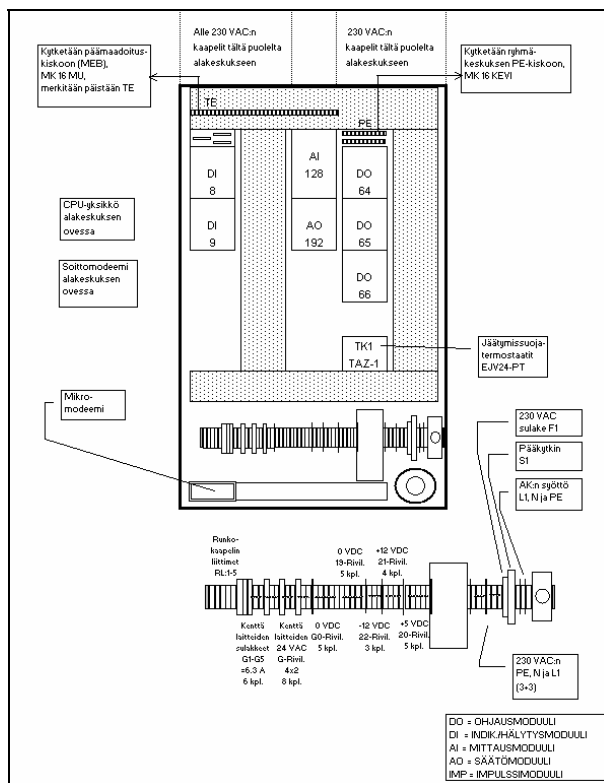 Alle 230 VAC:n
kaapelit tältä puolelta
alakeskukseen
230 VAC:n
kaapelit tältä puolelta
alakeskukseen
Kytketään päämaadoitus-
kiskoon (MEB),
MK 16 MU,
merkitään päistään TE
Kytketään ryhmä-
keskuksen PE-kiskoon,
MK 16 KEVI
TE
PE
DI
8
AI
128
DO
64
CPU-yksikkö
alakeskuksen
ovessa
DI
9
AO
192
DO
65
Soittomodeemi
alakeskuksen
ovessa
DO
66
TK1
TAZ-1
Jäätymissuoja-
termostaatit
EJV24-PT
Mikro-
modeemi
230 VAC
sulake F1
Pääkytkin
S1
AK:n syöttö
L1, N ja PE
Runko-
kaapelin
liittimet
RL:1-5
0 VDC
19-Rivil.
5 kpl.
+12 VDC
21-Rivil.
4 kpl.
Kenttä
laitteiden
sulakkeet
G1-G5
=6.3 A
6 kpl.
Kenttä
laitteiden
24 VAC
G-Rivil.
4x2
8 kpl.
0 VDC
G0-Rivil.
5 kpl.
-12 VDC
22-Rivil.
3 kpl.
+5 VDC
20-Rivil.
5 kpl.
230 VAC:n
PE, N ja L1
(3+3)
DO = OHJAUSMODUULI
DI = INDIK./HÄLYTYSMODUULI
AI = MITTAUSMODUULI
AO = SÄÄTÖMODUULI
IMP = IMPULSSIMODUULI